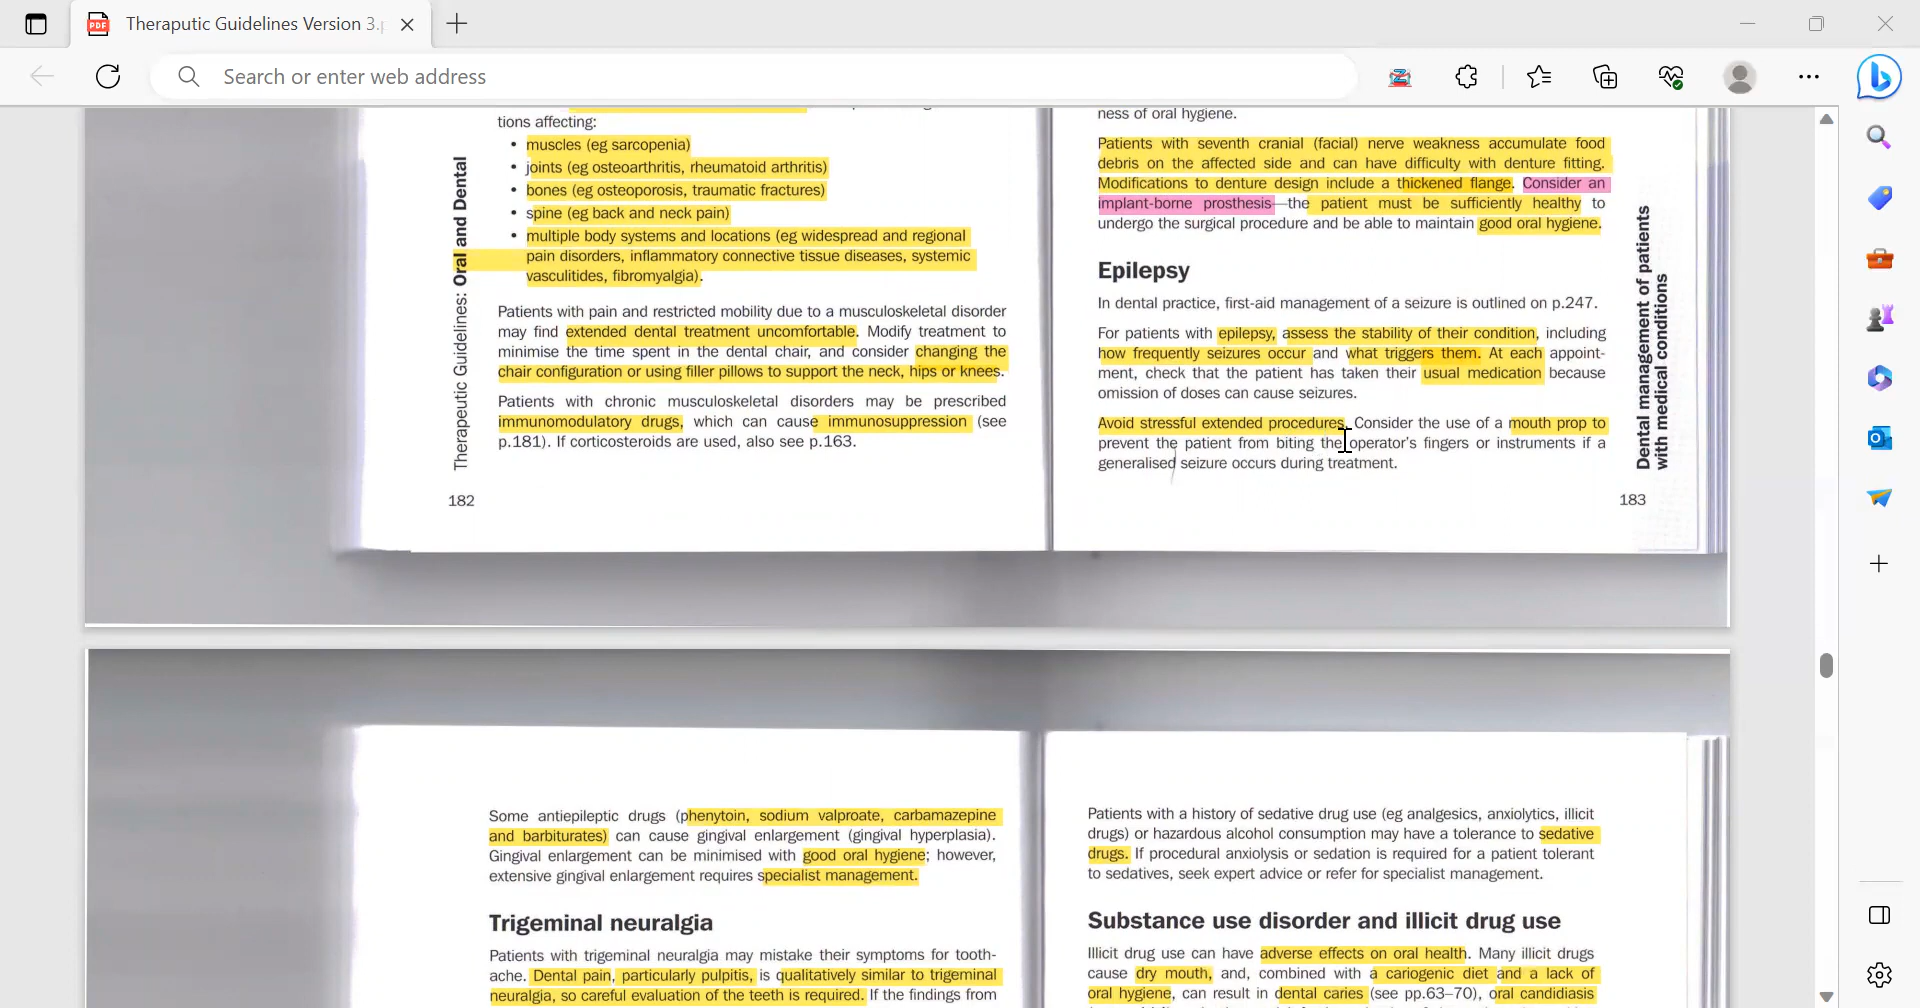 Theraputic Guidelines Version 3.p
Search or enter web address
tions affecting:
• muscles (eg sarcopenia)
• joints (eg osteoarthritis, rheumatoid arthritis)
• bones (eg osteoporosis, traumatic fractures)
• spine (eg back and neck pain)
• multiple body systems and locations (eg widespread and regional
pain disorders, inflammatory connective tissue diseases, systemic
vasculitides, fibromyalgia).
Patients with pain and restricted mobility due to a musculoskeletal disorder
may find extended dental treatment uncomfortable. Modify treatment to
minimise the time spent in the dental chair, and consider changing the
chair configuration or using filler pillows to support the neck, hips or knees.
Patients with chronic musculoskeletal disorders may be prescribed
immunomodulatory drugs, which can cause immunosuppression (see
p.181). If corticosteroids are used, also see p.163.
Therapeutic Guidelines: Oral and Dental
182
ness of oral hygiene.
Patients with seventh cranial (facial) nerve weakness accumulate food
debris on the affected side and can have difficulty with denture fitting.
Modifications to denture design include a thickened flange. Consider an
implant-borne prosthesis—the patient must be sufficiently healthy to
undergo the surgical procedure and be able to maintain good oral hygiene.
Epilepsy
In dental practice, first-aid management of a seizure is outlined on p.247.
For patients with epilepsy, assess the stability of their condition, including
how frequently seizures occur and what triggers them. At each appoint-
ment, check that the patient has taken their usual medication because
omission of doses can cause seizures.
Avoid stressful extended procedures. Consider the use of a mouth prop to
prevent the patient from biting the operator's fingers or instruments if a
generalised seizure occurs during treatment.
Dental management of patients
with medical conditions
183
Some antiepileptic drugs (phenytoin, sodium valproate, carbamazepine
and barbiturates) can cause gingival enlargement (gingival hyperplasia).
Gingival enlargement can be minimised with good oral hygiene; however,
extensive gingival enlargement requires specialist management.
Trigeminal neuralgia
Patients with trigeminal neuralgia may mistake their symptoms for tooth-
ache. Dental pain, particularly pulpitis, is qualitatively similar to trigeminal
neuralgia, so careful evaluation of the teeth is required. If the findings from
Patients with a history of sedative drug use (eg analgesics, anxiolytics, illicit
drugs) or hazardous alcohol consumption may have a tolerance to sedative
drugs. If procedural anxiolysis or sedation is required for a patient tolerant
to sedatives, seek expert advice or refer for specialist management.
Substance use disorder and illicit drug use
Illicit drug use can have adverse effects on oral health. Many illicit drugs
cause dry mouth, and, combined with a cariogenic diet and a lack of
oral hygiene, can result in dental caries (see pp.63–70), oral candidiasis